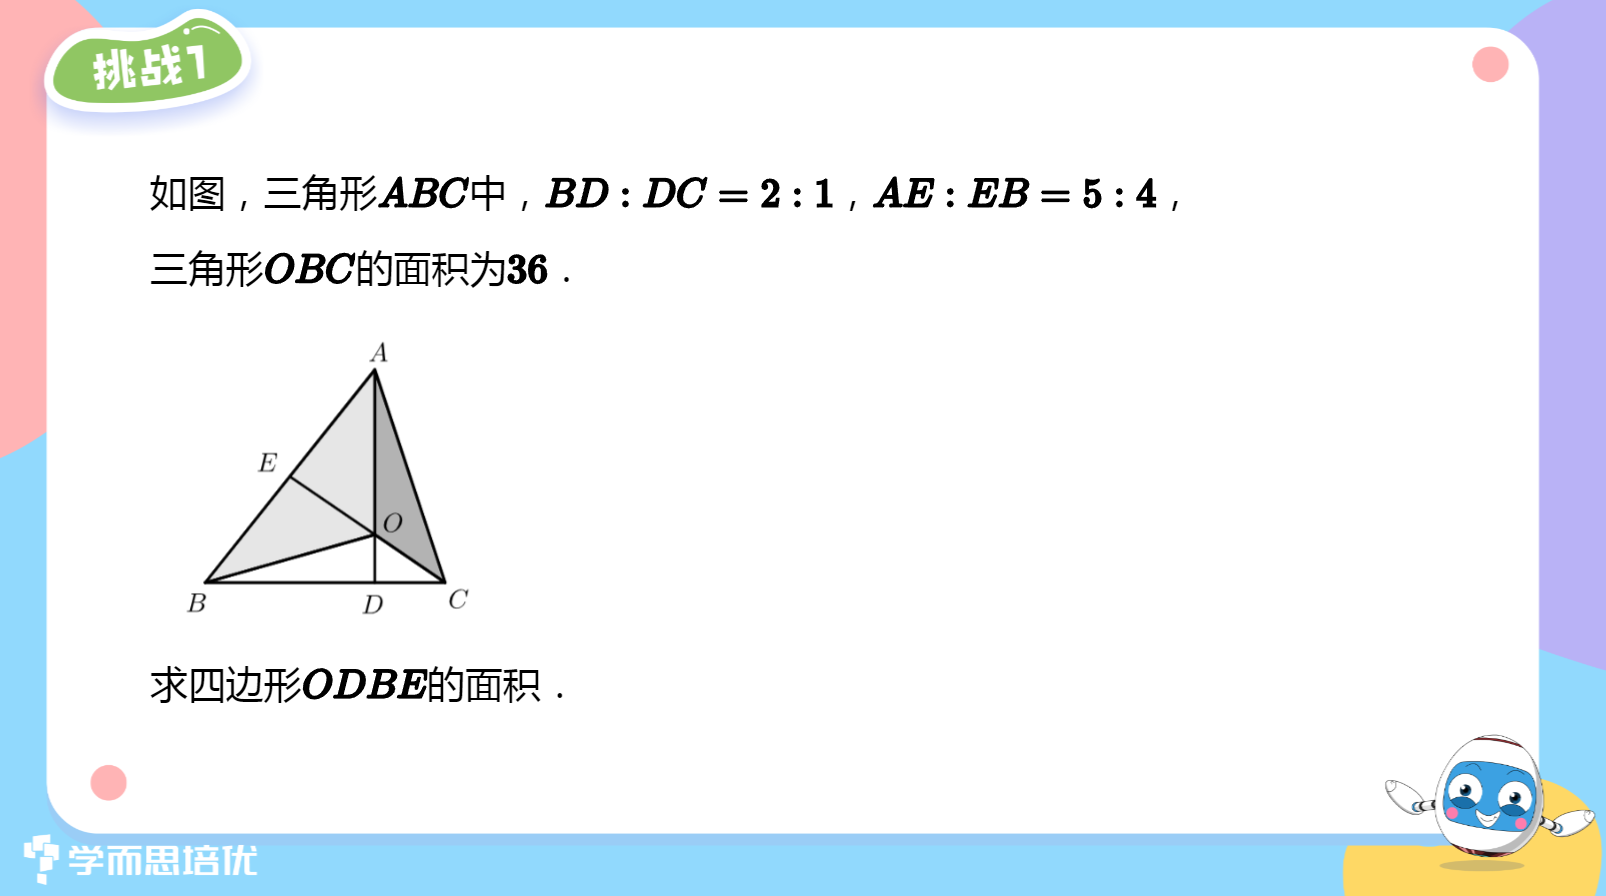 挑战1
如图，三角形ABC中，BD：DC=2：1，AE：EB=5：4，
三角形OBC的面积为36．
A
E
O
B
D
C
求四边形ODBE的面积．
学而思培优